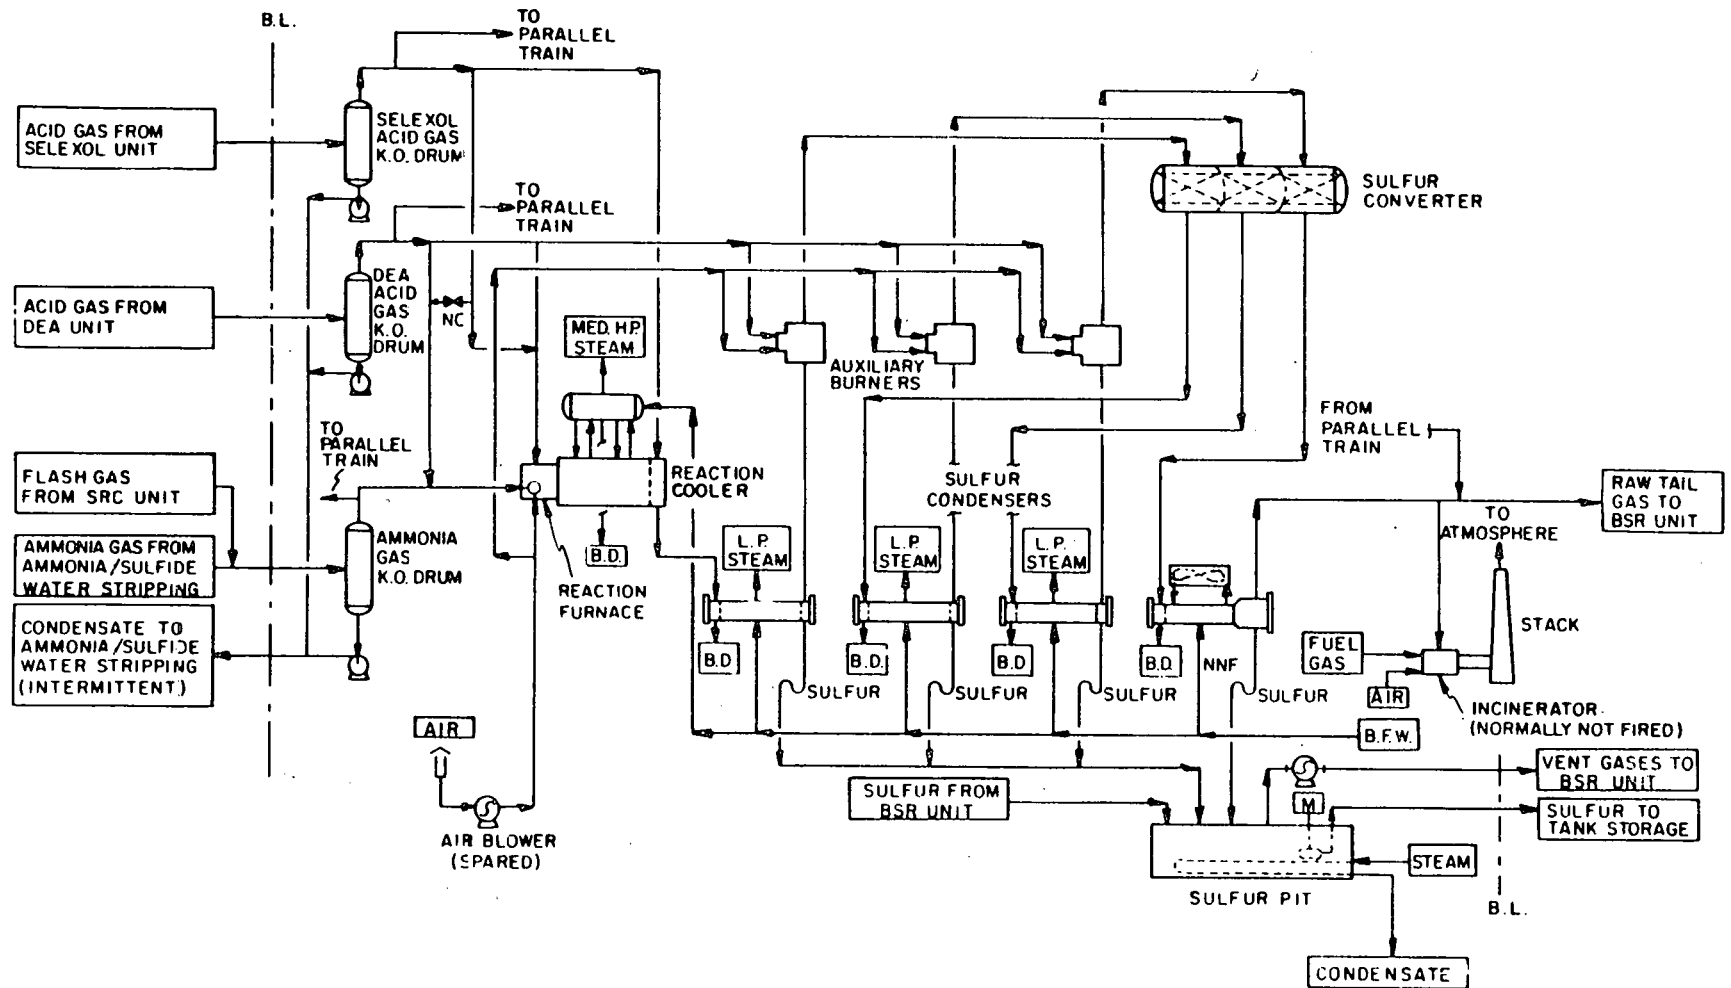 B.L.
TO
PARALLEL
TRAIN
ACID GAS FROM
SELEXOL UNIT
SELEXOL
ACID GAS
K.O. DRUM
SULFUR
CONVERTER
TO
PARALLEL
TRAIN
ACID GAS FROM
DEA UNIT
DEA
ACID
GAS
K.O.
DRUM
NC
MED. H.P.
STEAM
AUXILIARY
BURNERS
TO
PARALLEL
TRAIN
FROM
PARALLEL
TRAIN
FLASH GAS
FROM SRC UNIT
REACTION
COOLER
SULFUR
CONDENSERS
RAW TAIL
GAS TO
BSR UNIT
TO
ATMOSPHERE
AMMONIA GAS FROM
AMMONIA/SULFIDE
WATER STRIPPING
AMMONIA
GAS
K.O. DRUM
B.D.
REACTION
FURNACE
L.P.
STEAM
L.P.
STEAM
L.P.
STEAM
CONDENSATE TO
AMMONIA/SULFIDE
WATER STRIPPING
(INTERMITTENT)
B.D
B.D.
B.D
B.D.
NNF
FUEL
GAS
STACK
SULFUR
SULFUR
SULFUR
SULFUR
AIR
INCINERATOR
(NORMALLY NOT FIRED)
AIR
B.F.W.
SULFUR FROM
BSR UNIT
M
VENT GASES TO
BSR UNIT
SULFUR TO
TANK STORAGE
AIR BLOWER
(SPARED)
STEAM
SULFUR PIT
B.L.
CONDENSATE